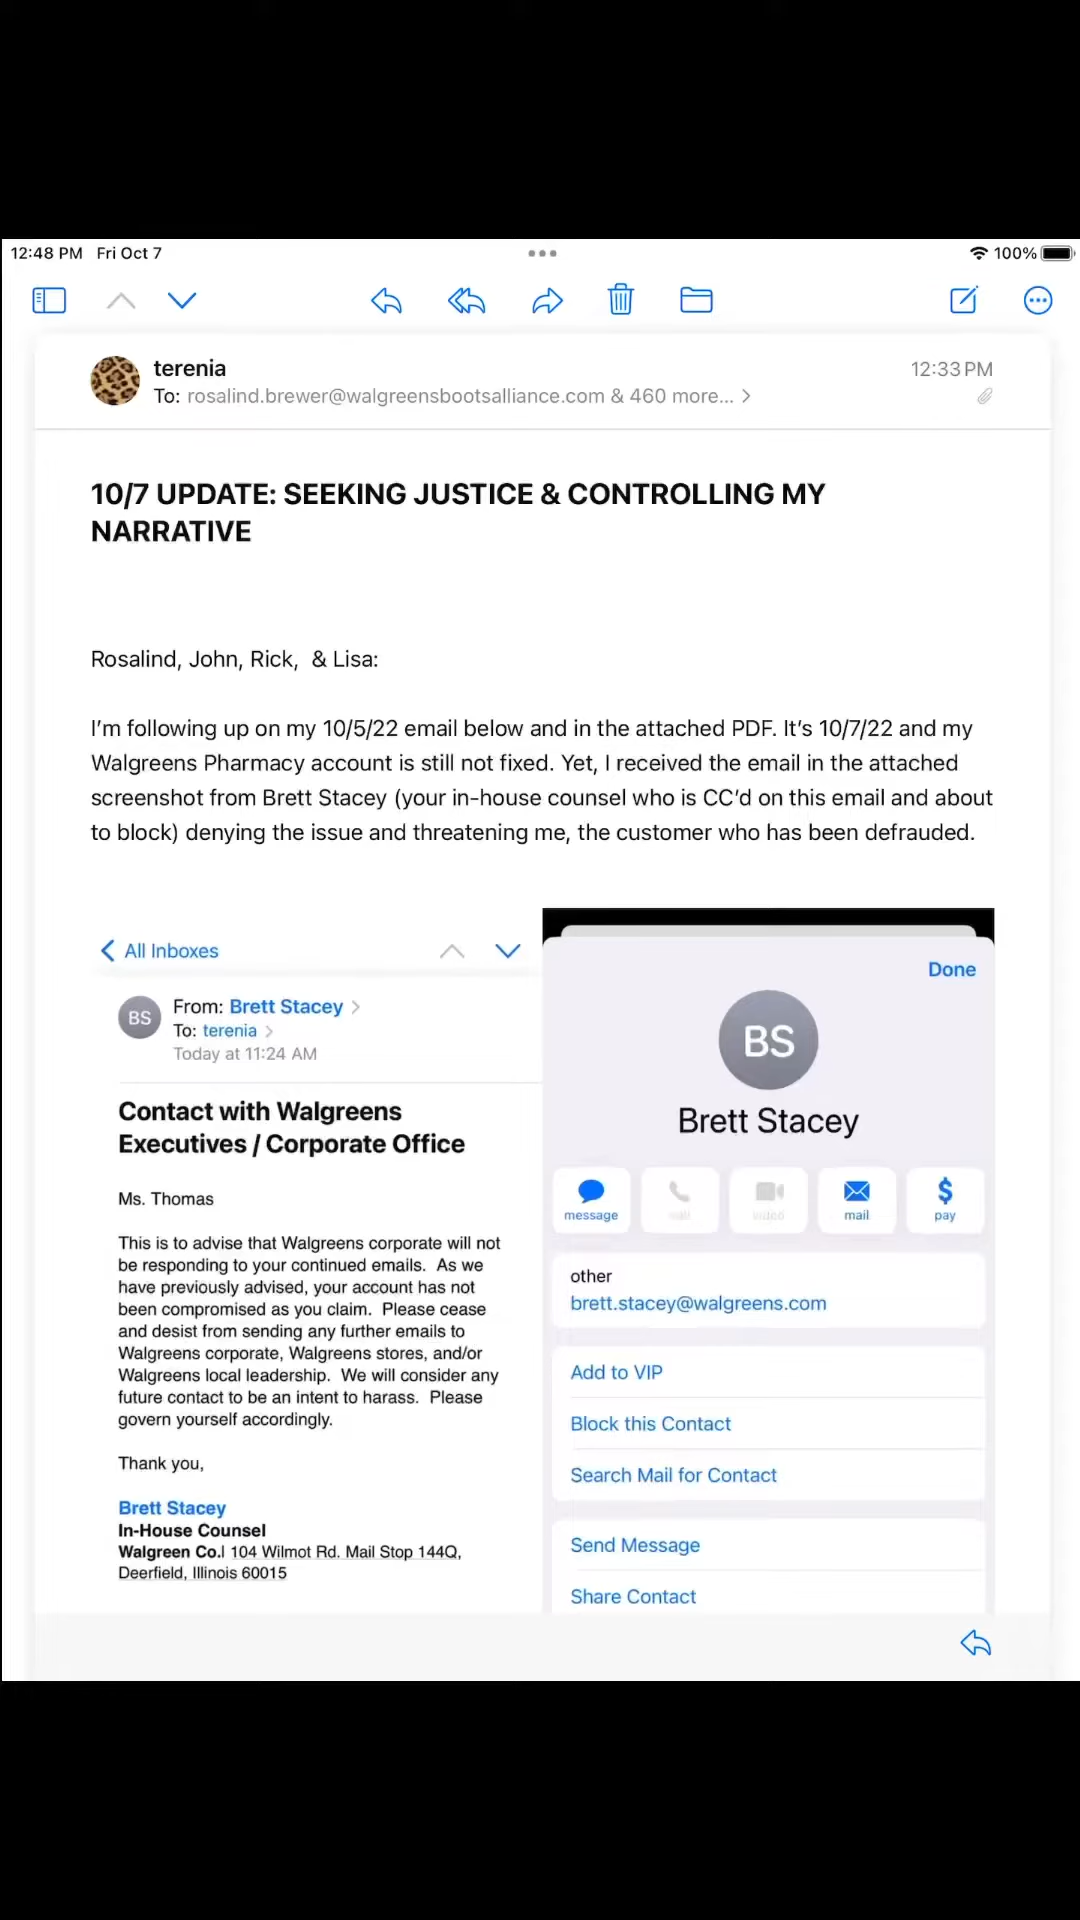 12:48 PM Fri Oct 7
100%
terenia
12:33 PM
To: rosalind.brewer@walgreensbootsalliance.com & 460 more...
10/7 UPDATE: SEEKING JUSTICE & CONTROLLING MY
NARRATIVE
Rosalind, John, Rick, & Lisa:
I'm following up on my 10/5/22 email below and in the attached PDF. It's 10/7/22 and my
Walgreens Pharmacy account is still not fixed. Yet, I received the email in the attached
screenshot from Brett Stacey (your in-house counsel who is CC'd on this email and about
to block) denying the issue and threatening me, the customer who has been defrauded.
All Inboxes
BS
From: Brett Stacey
To: terenia
Today at 11:24 AM
Contact with Walgreens
Executives / Corporate Office
Ms. Thomas
This is to advise that Walgreens corporate will not
be responding to your continued emails. As we
have previously advised, your account has not
been compromised as you claim. Please cease
and desist from sending any further emails to
Walgreens corporate, Walgreens stores, and/or
Walgreens local leadership. We will consider any
future contact to be an intent to harass. Please
govern yourself accordingly.
Thank you,
Brett Stacey
In-House Counsel
Walgreen Co.| 104 Wilmot Rd. Mail Stop 144Q,
Deerfield, Illinois 60015
Done
BS
Brett Stacey
message call video mail pay
other
brett.stacey@walgreens.com
Add to VIP
Block this Contact
Search Mail for Contact
Send Message
Share Contact